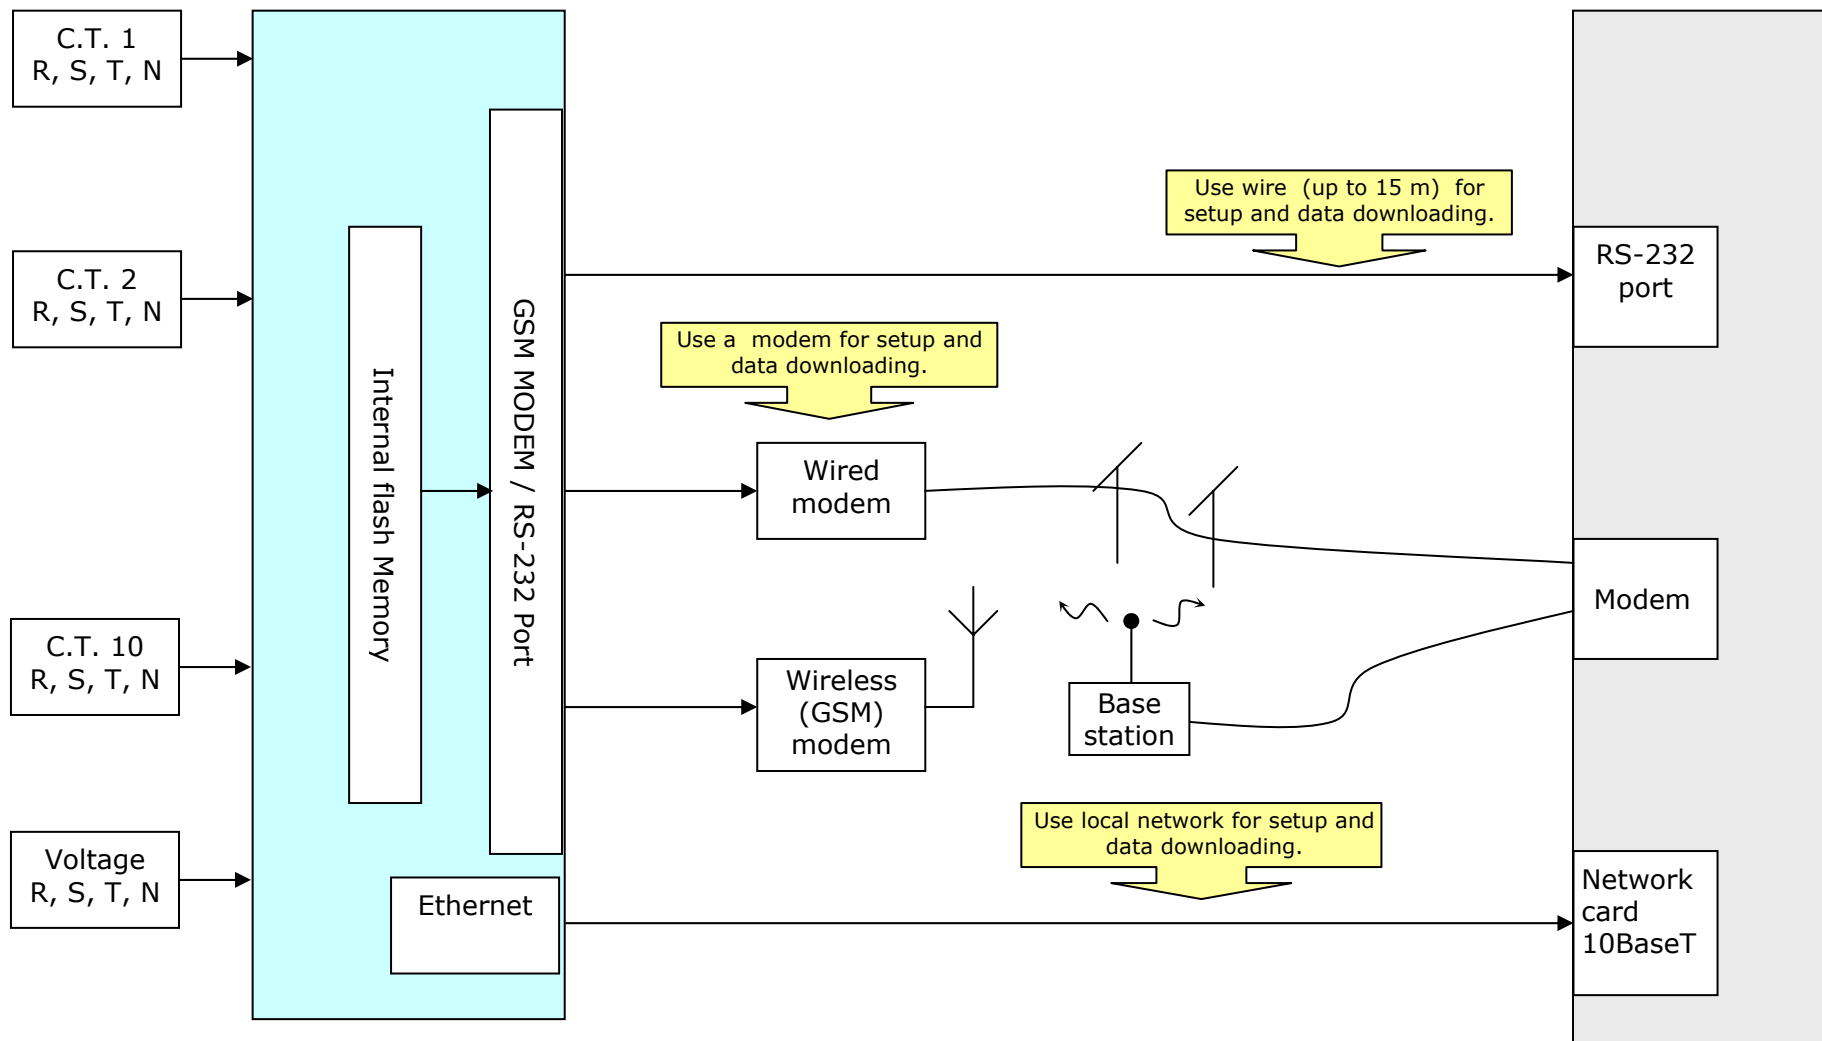 C.T. 1
R, S, T, N
C.T. 2
R, S, T, N
C.T. 10
R, S, T, N
Voltage
R, S, T, N
Internal flash Memory
GSM MODEM / RS-232 Port
Ethernet
Use wire (up to 15 m) for
setup and data downloading.
Use a modem for setup and
data downloading.
Wired
modem
Wireless
(GSM)
modem
Base
station
Use local network for setup and
data downloading.
RS-232
port
Modem
Network
card
10BaseT